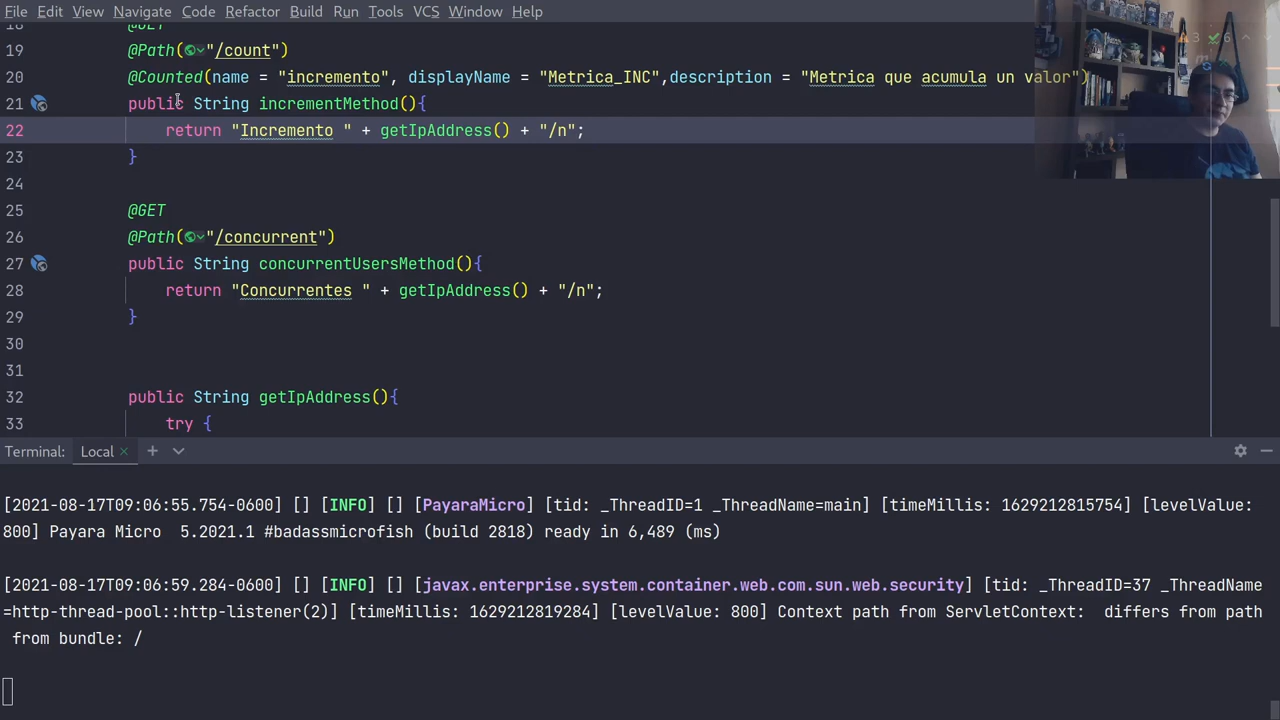 File Edit View Navigate Code Refactor Build Run Tools VCS Window Help
18 @GET
19 @Path("/count")
20 @Counted(name = "incremento", displayName = "Metrica_INC",description = "Metrica que acumula un valor")
21 public String incrementMethod(){
22 return "Incremento " + getIpAddress() + "/n";
23 }
24
25 @GET
26 @Path("/concurrent")
27 public String concurrentUsersMethod(){
28 return "Concurrentes " + getIpAddress() + "/n";
29 }
30
31
32 public String getIpAddress(){
33 try {
3 6
Terminal: Local
[2021-08-17T09:06:55.754-0600] [] [INFO] [] [PayaraMicro] [tid: _ThreadID=1 _ThreadName=main] [timeMillis: 1629212815754] [levelValue:
800] Payara Micro 5.2021.1 #badassmicrofish (build 2818) ready in 6,489 (ms)
[2021-08-17T09:06:59.284-0600] [] [INFO] [] [javax.enterprise.system.container.web.com.sun.web.security] [tid: _ThreadID=37 _ThreadName
=http-thread-pool::http-listener(2)] [timeMillis: 1629212819284] [levelValue: 800] Context path from ServletContext: differs from path
from bundle: /